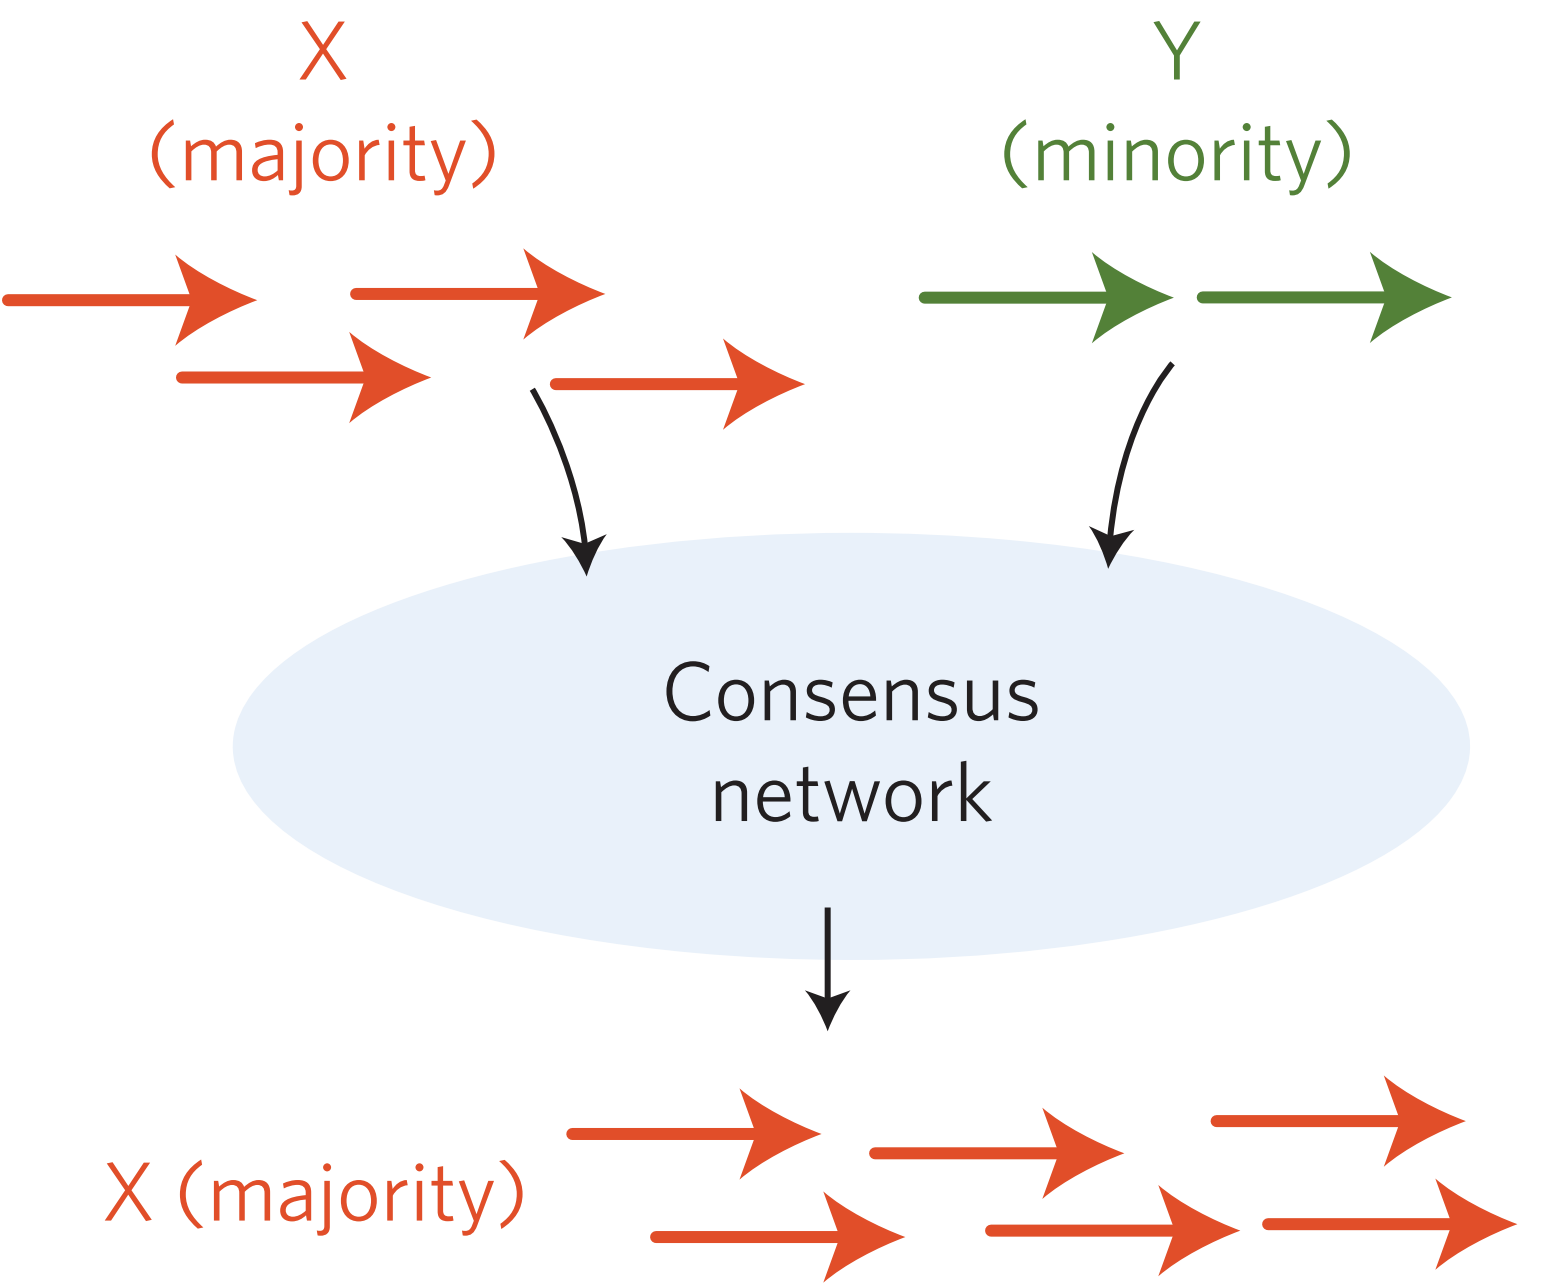 X
(majority)
Y
(minority)
Consensus
network
X (majority)